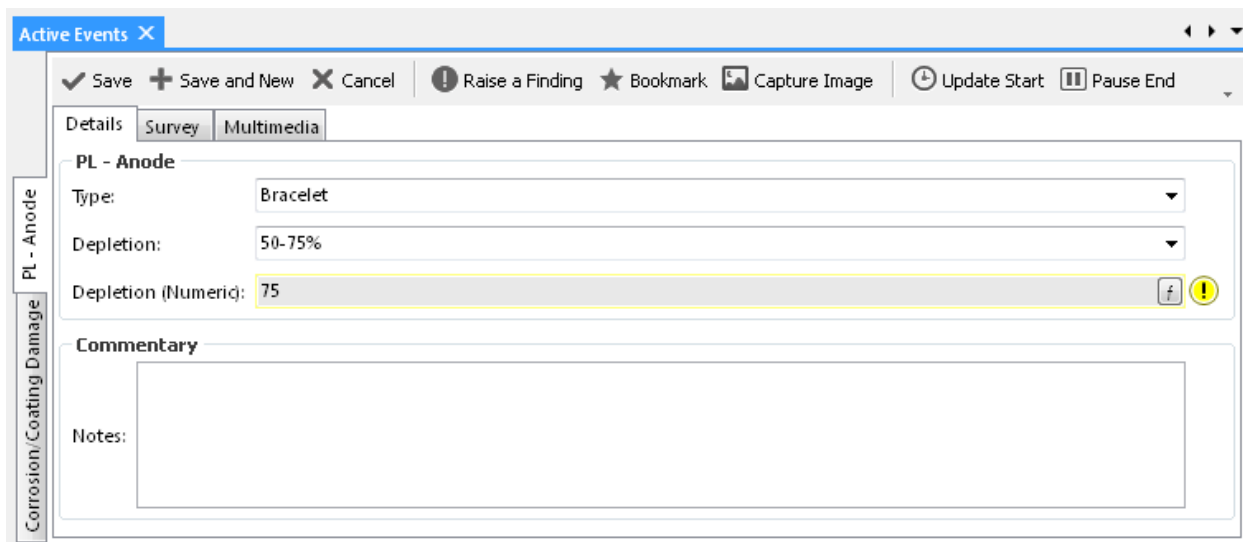 Active Events
Save Save and New Cancel Raise a Finding Bookmark Capture Image Update Start Pause End
Details Survey Multimedia
PL - Anode
Type: Bracelet
Depletion: 50-75%
Depletion (Numeric): 75 f !
Commentary
Notes:
PL - Anode
Corrosion/Coating Damage